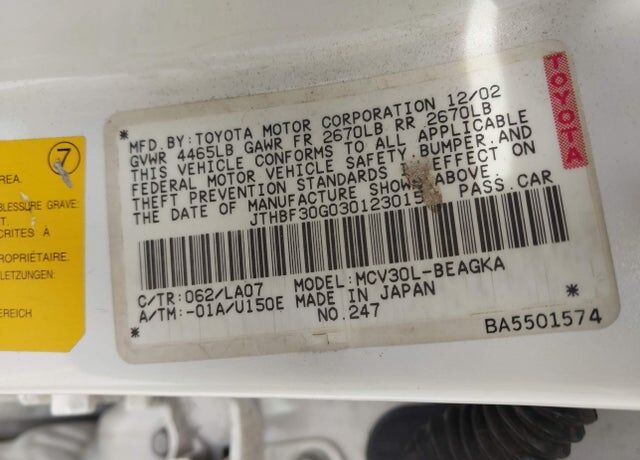 MFD. BY: TOYOTA MOTOR CORPORATION 12/02
GVWR 4465LB GAWR FR 2670LB RR 2670LB
THIS VEHICLE CONFORMS TO ALL APPLICABLE
FEDERAL MOTOR VEHICLE SAFETY BUMPER, AND
THEFT PREVENTION STANDARDS IN EFFECT ON
THE DATE OF MANUFACTURE SHOWN ABOVE.
JTHBF30G030123015 PASS. CAR
C/TR: 062/LA07 MODEL: MCV30L-BEAGKA
A/TM: -01A/U150E MADE IN JAPAN
NO. 247
BA5501574
TOYOTA
7
REA.
BLESSURE GRAVE
T.
CRITES À
PROPRIÉTAIRE.
LETZUNGEN
EREICH